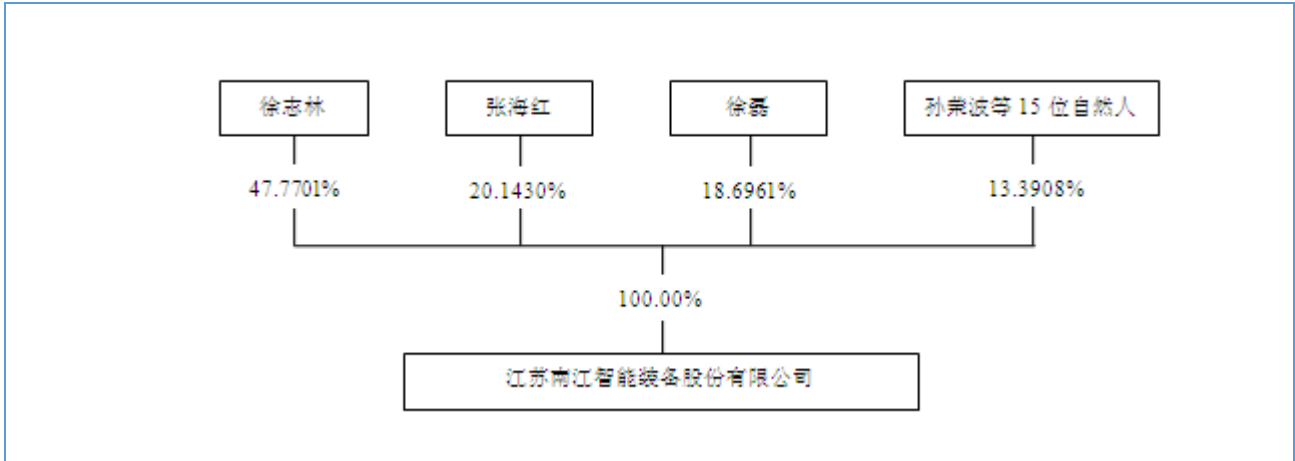 徐志林
张海红
徐磊
孙荣波等 15 位自然人
47.7701%
20.1430%
18.6961%
13.3908%
100.00%
江苏南江智能装备股份有限公司